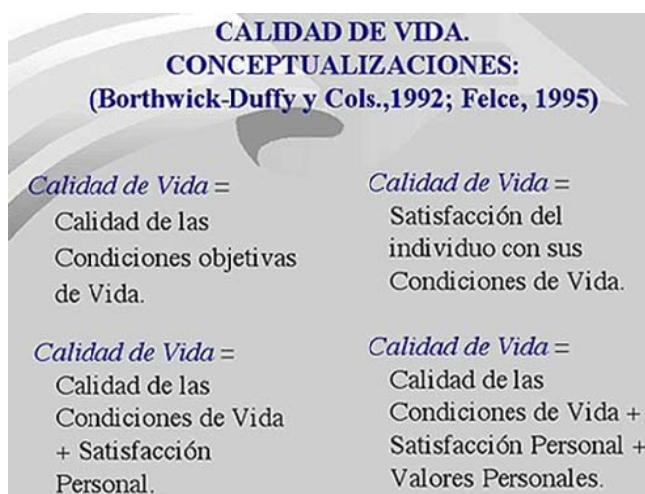 CALIDAD DE VIDA.
CONCEPTUALIZACIONES:
(Borthwick-Duffy y Cols.,1992; Felce, 1995)
Calidad de Vida =
Calidad de las
Condiciones objetivas
de Vida.
Calidad de Vida =
Satisfacción del
individuo con sus
Condiciones de Vida.
Calidad de Vida =
Calidad de las
Condiciones de Vida
+ Satisfacción
Personal.
Calidad de Vida =
Calidad de las
Condiciones de Vida +
Satisfacción Personal +
Valores Personales.